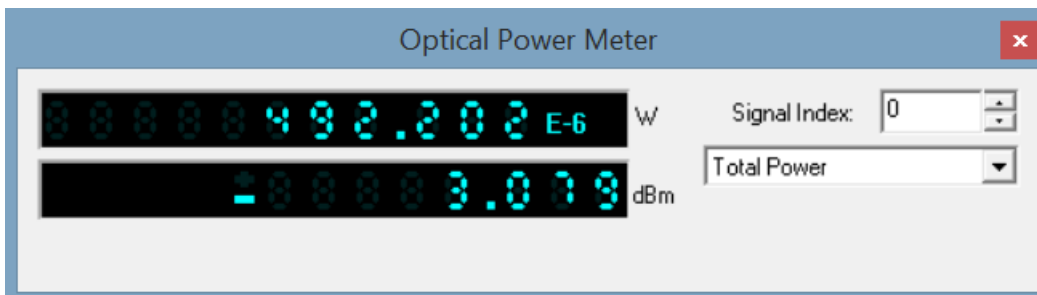 Optical Power Meter
x
492.202 E-6 W
Signal Index: 0
Total Power
-3.079 dBm